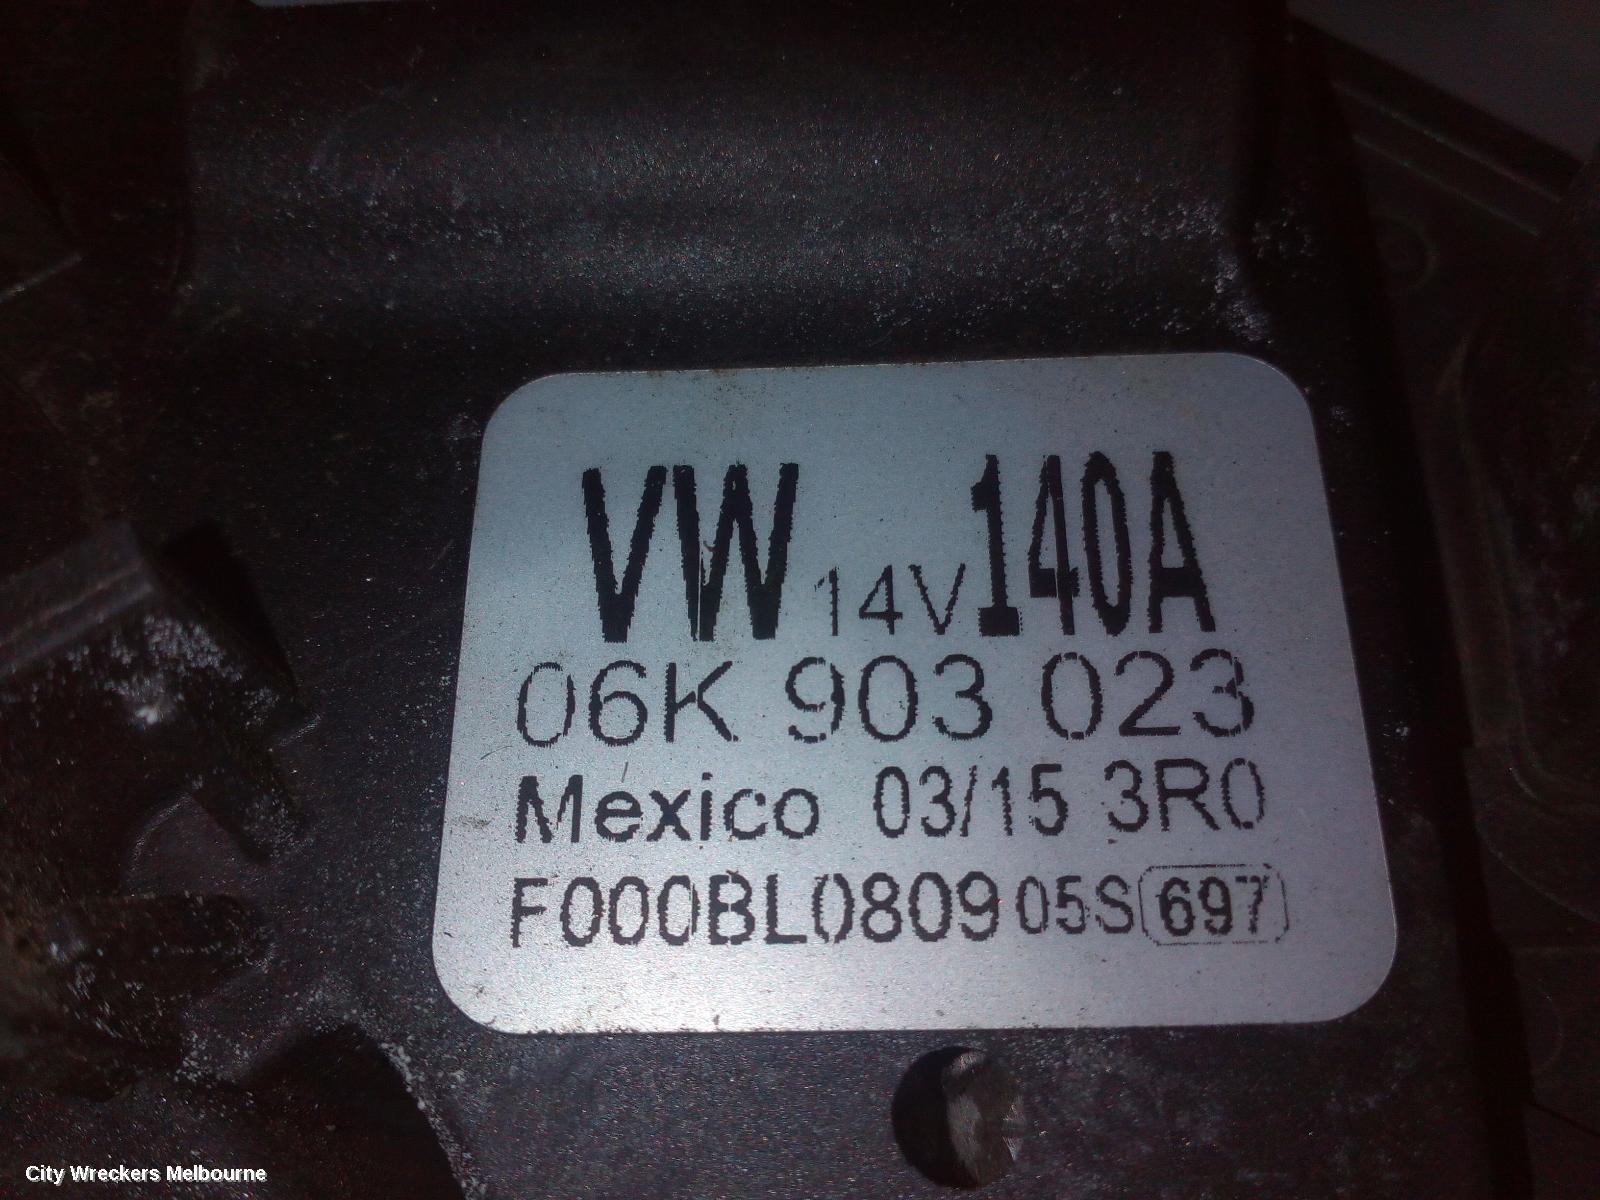 VW 14V 140A
06K 903 023
Mexico 03/15 3R0
F000BL0809 05S 697
City Wreckers Melbourne